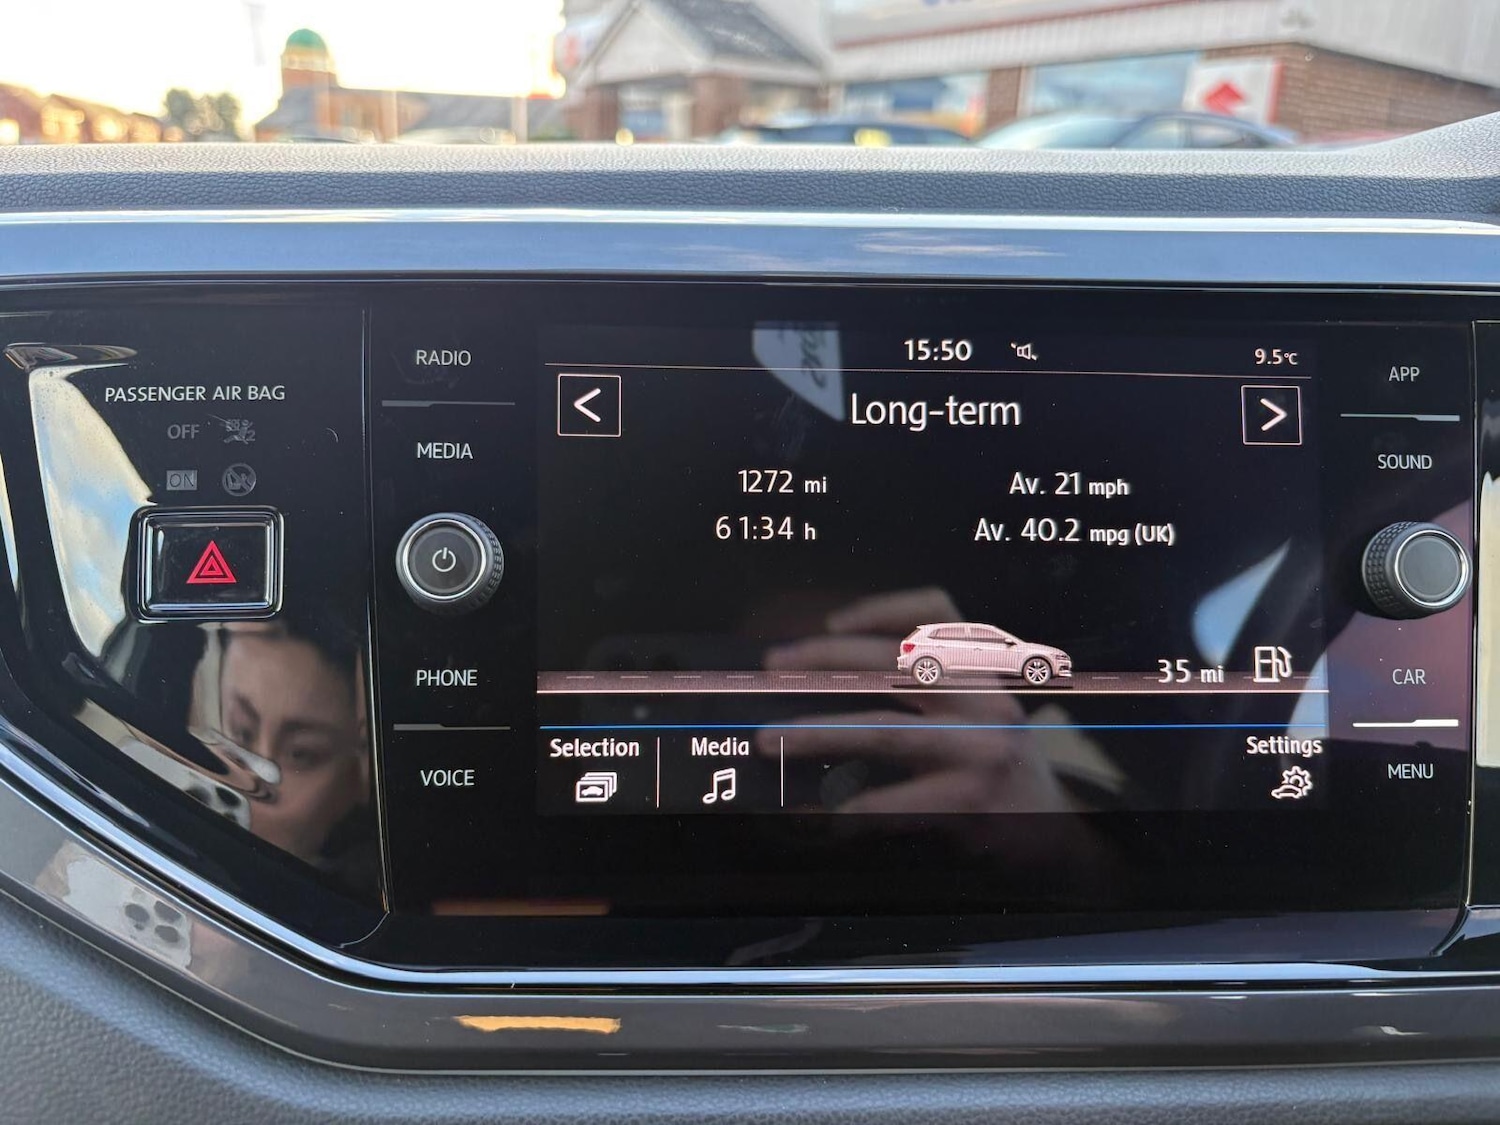 15:50
9.5°C
< Long-term >
1272 mi
Av. 21 mph
61:34 h
Av. 40.2 mpg (UK)
35 mi
Selection
Media
Settings
PASSENGER AIR BAG
OFF
ON
RADIO
MEDIA
PHONE
VOICE
APP
SOUND
CAR
MENU